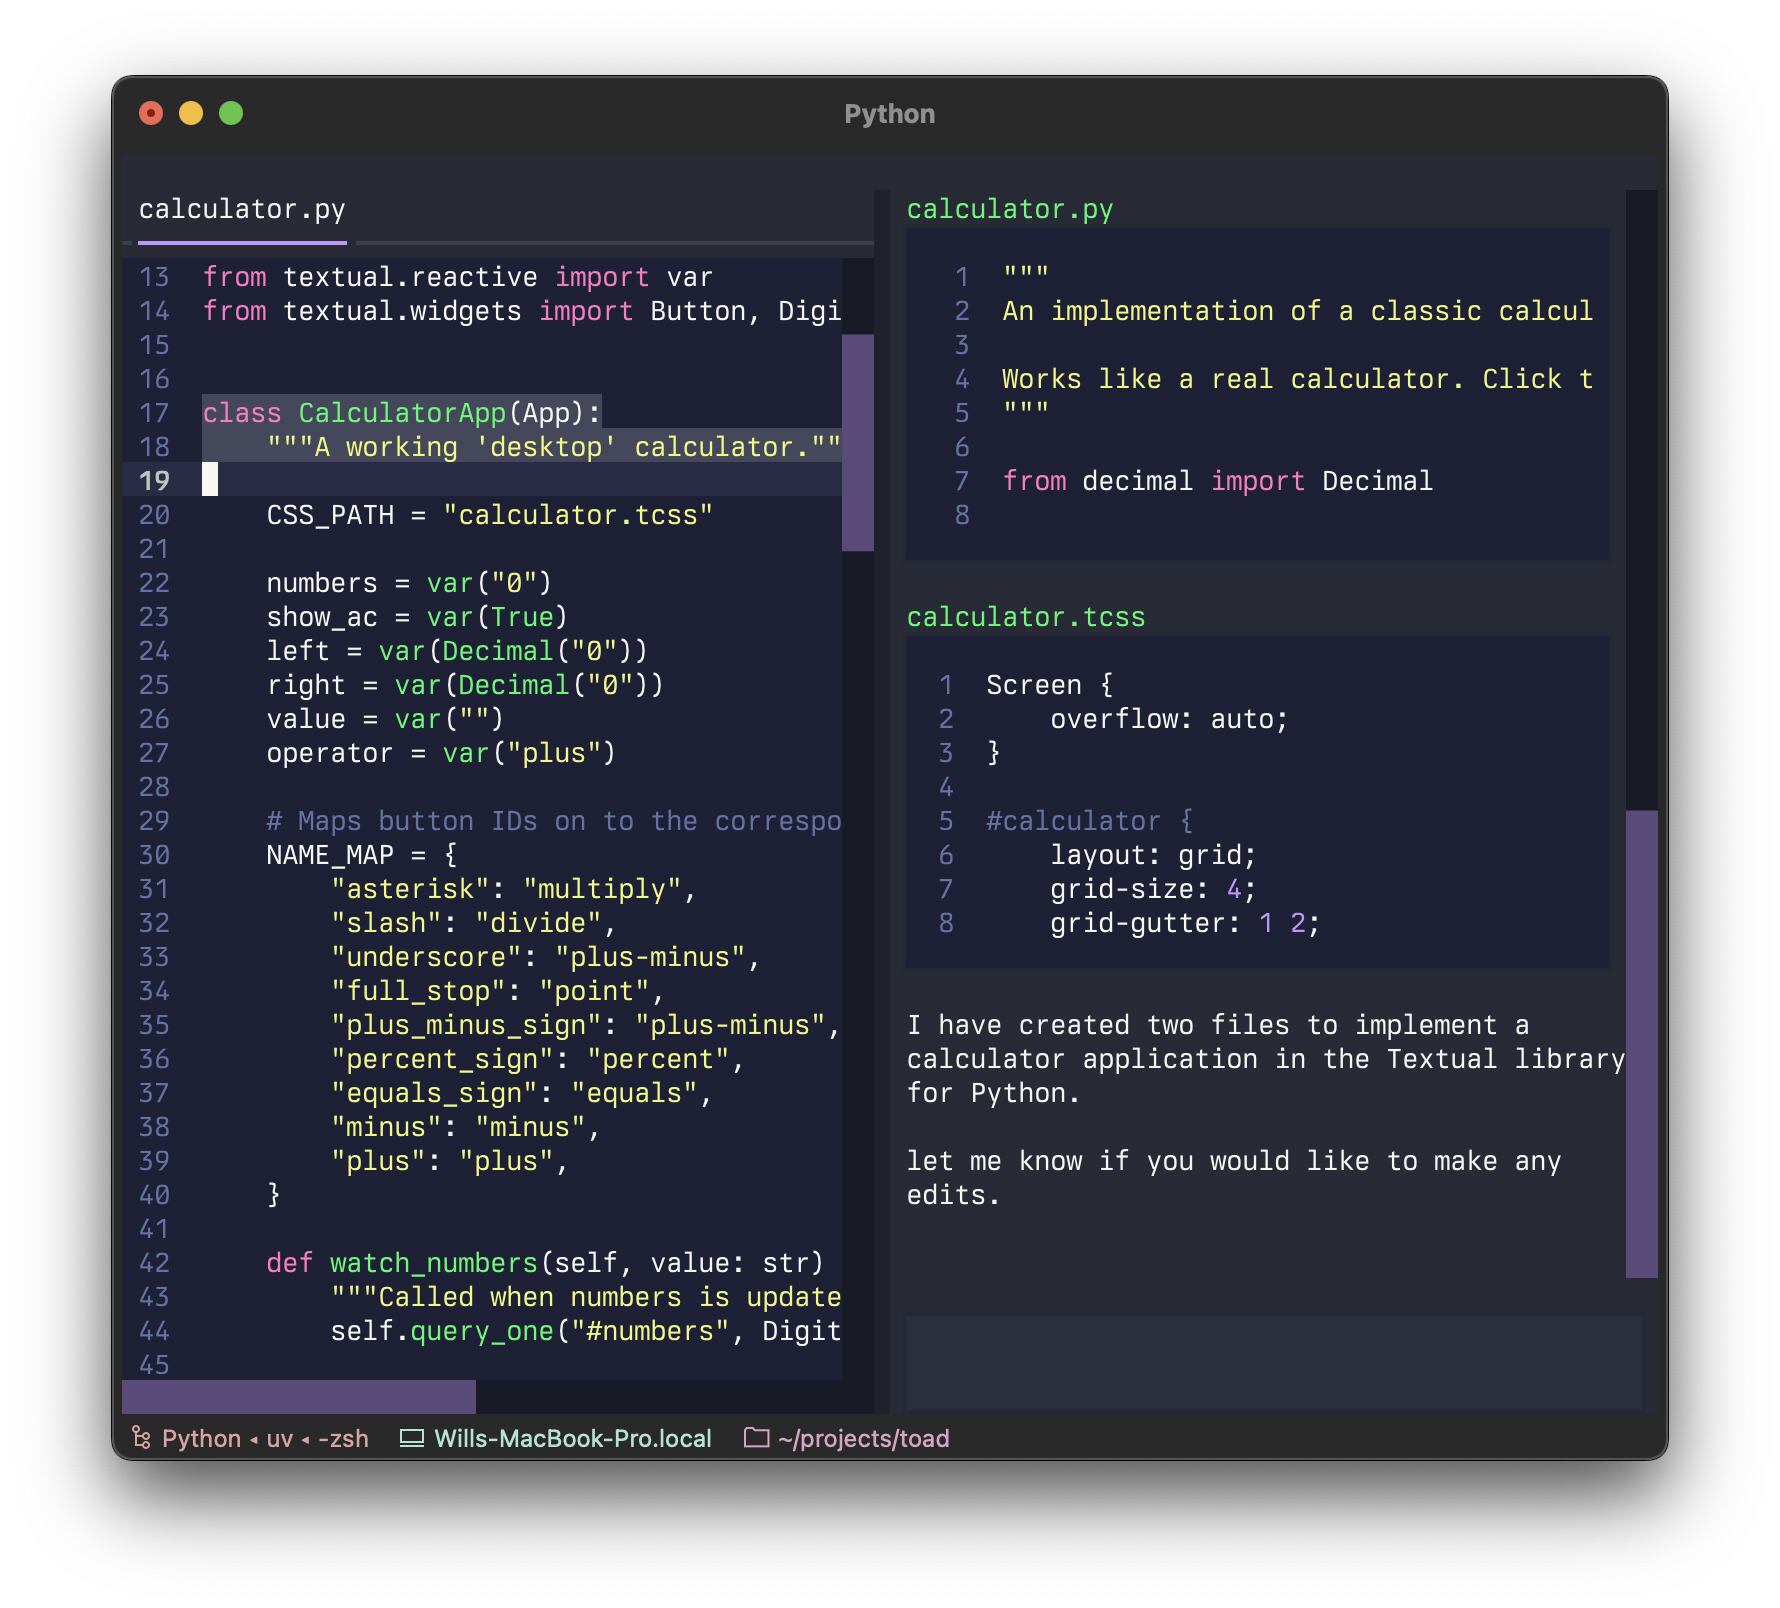 Python
calculator.py
13 from textual.reactive import var
14 from textual.widgets import Button, Digi
15
16
17 class CalculatorApp(App):
18     """A working 'desktop' calculator.""
19
20     CSS_PATH = "calculator.tcss"
21
22     numbers = var("0")
23     show_ac = var(True)
24     left = var(Decimal("0"))
25     right = var(Decimal("0"))
26     value = var("")
27     operator = var("plus")
28
29     # Maps button IDs on to the correspo
30     NAME_MAP = {
31         "asterisk": "multiply",
32         "slash": "divide",
33         "underscore": "plus-minus",
34         "full_stop": "point",
35         "plus_minus_sign": "plus-minus",
36         "percent_sign": "percent",
37         "equals_sign": "equals",
38         "minus": "minus",
39         "plus": "plus",
40     }
41
42     def watch_numbers(self, value: str)
43         """Called when numbers is update
44         self.query_one("#numbers", Digit
45
calculator.py
1 """
2 An implementation of a classic calcul
3
4 Works like a real calculator. Click t
5 """
6
7 from decimal import Decimal
8
calculator.tcss
1 Screen {
2     overflow: auto;
3 }
4
5 #calculator {
6     layout: grid;
7     grid-size: 4;
8     grid-gutter: 1 2;
I have created two files to implement a
calculator application in the Textual library
for Python.
let me know if you would like to make any
edits.
Python ◂ uv ◂ -zsh Wills-MacBook-Pro.local ~/projects/toad